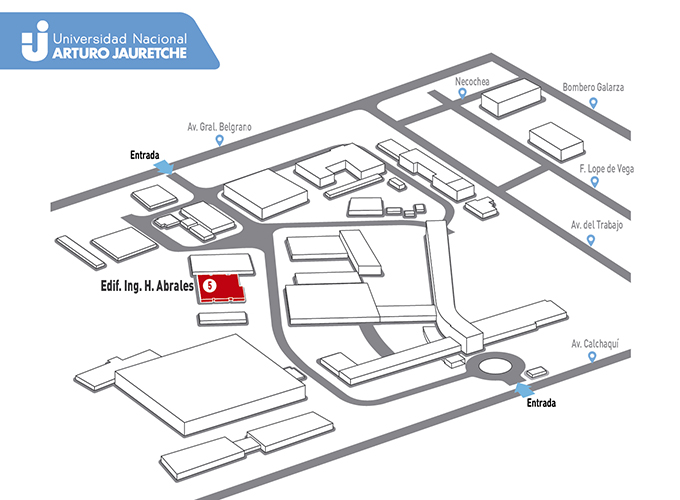 Universidad Nacional
ARTURO JAURETCHE
Necochea
Bombero Galarza
Av. Gral. Belgrano
Entrada
F. Lope de Vega
Av. del Trabajo
Edif. Ing. H. Abrales
5
Av. Calchaquí
Entrada